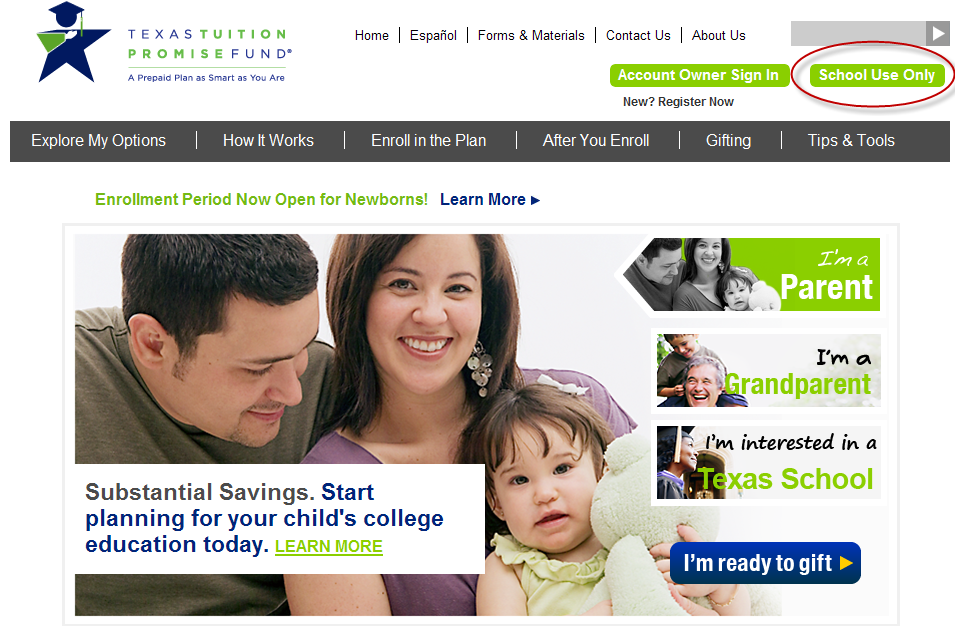 TEXAS TUITION
PROMISE FUND®
A Prepaid Plan as Smart as You Are
Home | Español | Forms & Materials | Contact Us | About Us
Account Owner Sign In
School Use Only
New? Register Now
Explore My Options | How It Works | Enroll in the Plan | After You Enroll | Gifting | Tips & Tools
Enrollment Period Now Open for Newborns! Learn More ▸
I'm a
Parent
I'm a
Grandparent
I'm interested in a
Texas School
Substantial Savings. Start
planning for your child's college
education today. LEARN MORE
I'm ready to gift